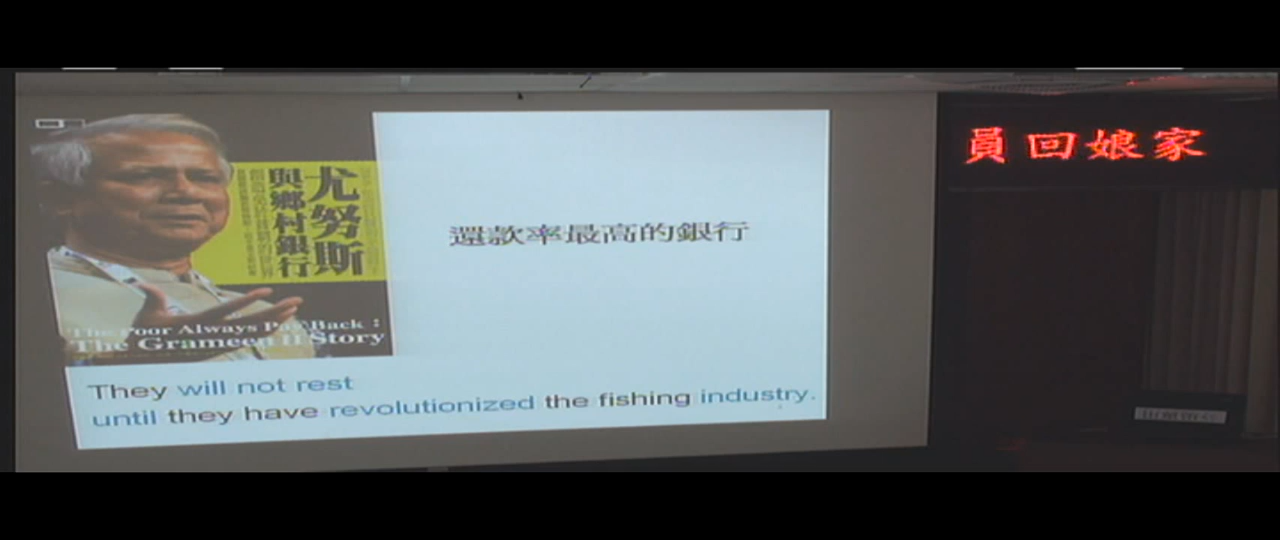 員回娘家
尤努斯
與鄉村銀行
還款率最高的銀行
The Poor Always Pay Back :
The Grameen II Story
They will not rest
until they have revolutionized the fishing industry.